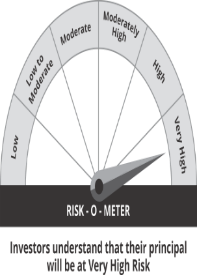 Low
Low to
Moderate
Moderate
Moderately
High
High
Very High
RISK - O - METER
Investors understand that their principal
will be at Very High Risk